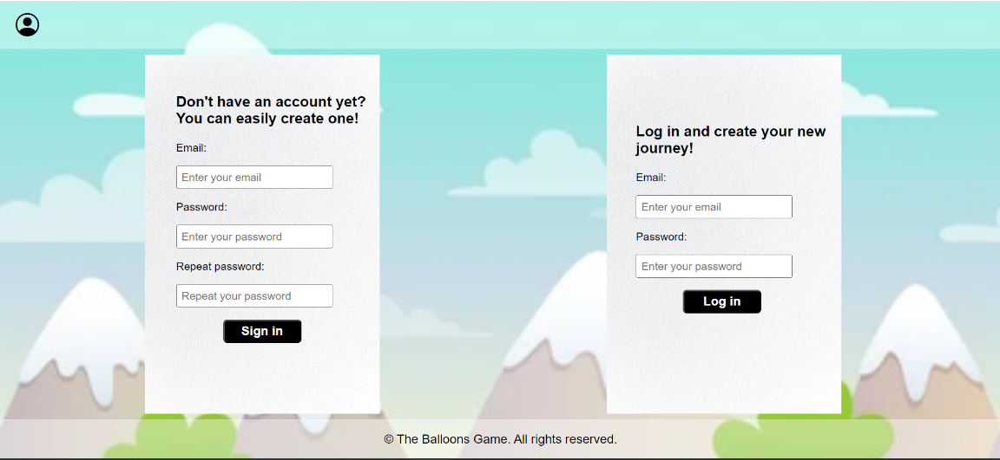 Don't have an account yet?
You can easily create one!
Email:
Enter your email
Password:
Enter your password
Repeat password:
Repeat your password
Sign in
Log in and create your new
journey!
Email:
Enter your email
Password:
Enter your password
Log in
© The Balloons Game. All rights reserved.